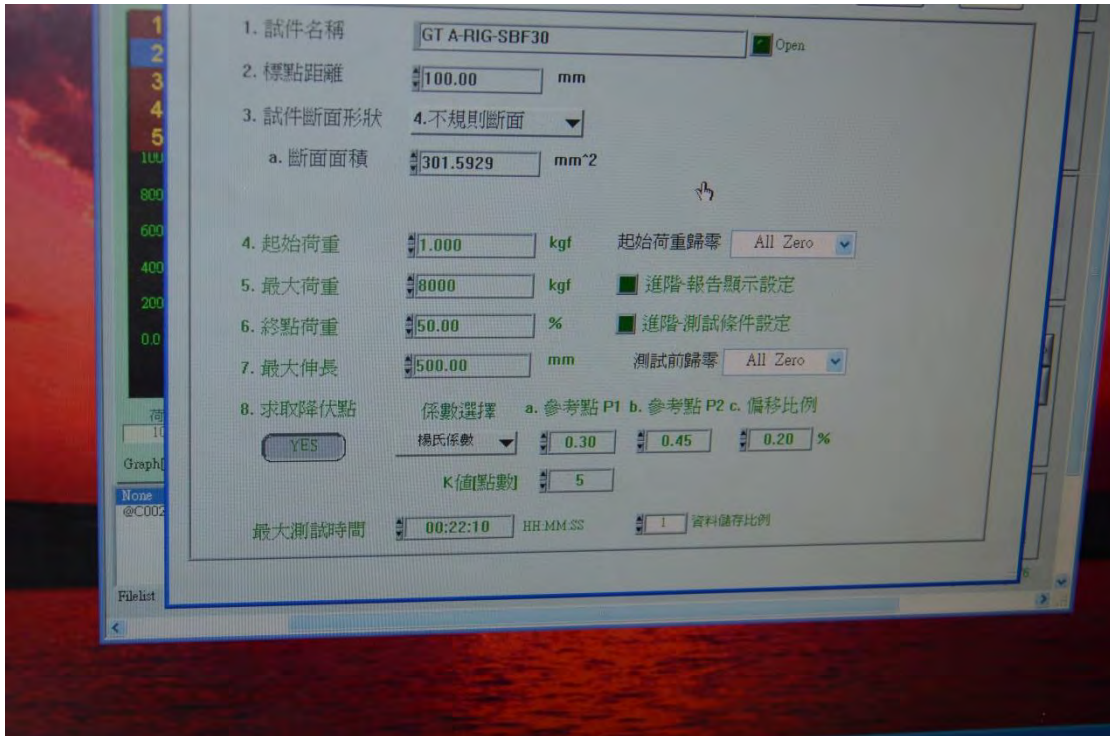 1. 試件名稱 GT A-RIG-SBF30 Open
2. 標點距離 100.00 mm
3. 試件斷面形狀 4.不規則斷面
a. 斷面面積 301.5929 mm^2
4. 起始荷重 1.000 kgf 起始荷重歸零 All Zero
5. 最大荷重 8000 kgf 進階-報告顯示設定
6. 終點荷重 50.00 % 進階-測試條件設定
7. 最大伸長 500.00 mm 測試前歸零 All Zero
8. 求取降伏點 係數選擇 a. 參考點 P1 b. 參考點 P2 c. 偏移比例
YES 楊氏係數 0.30 0.45 0.20 %
K值[點數] 5
最大測試時間 00:22:10 HH:MM:SS 1 資料儲存比例
1
2
3
4
5
100
800
600
400
200
0.0
荷
10
Graph[
None
@C002
Filelist